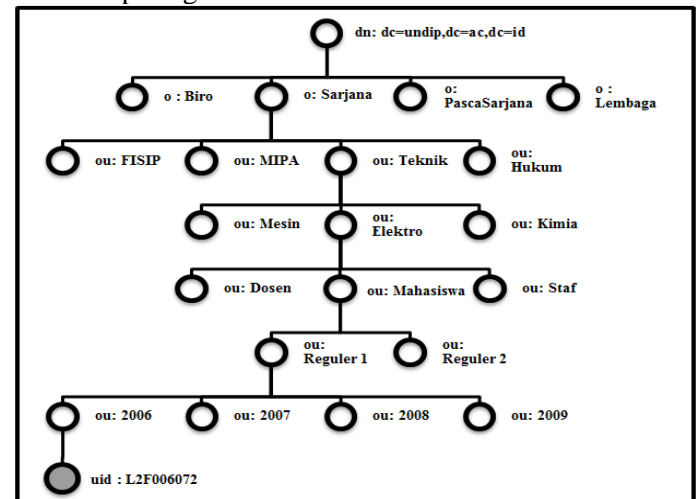 dn: dc=undip,dc=ac,dc=id
o : Biro
o: Sarjana
o:
PascaSarjana
o :
Lembaga
ou: FISIP
ou: MIPA
ou: Teknik
ou:
Hukum
ou: Mesin
ou:
Elektro
ou: Kimia
ou: Dosen
ou: Mahasiswa
ou: Staf
ou:
Reguler 1
ou:
Reguler 2
ou: 2006
ou: 2007
ou: 2008
ou: 2009
uid : L2F006072